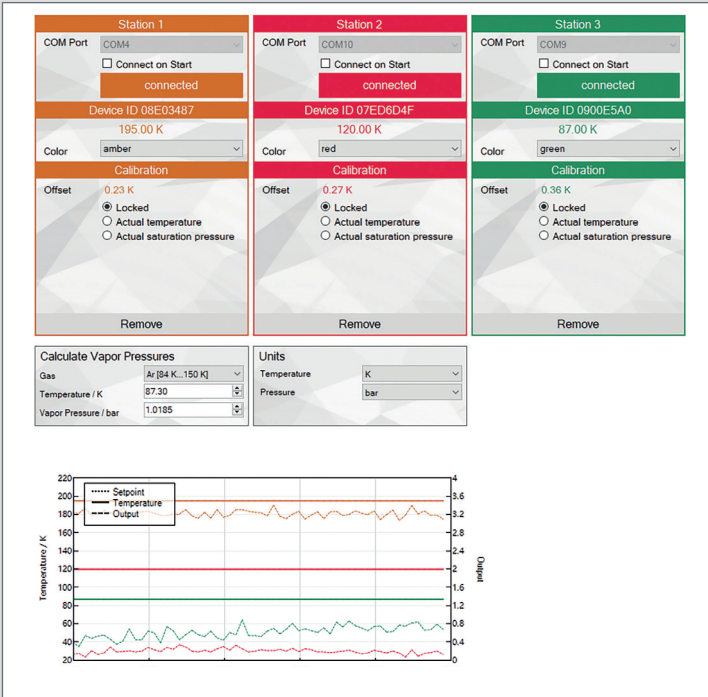 Station 1
COM Port COM4
Connect on Start
connected
Device ID 08E03487
195.00 K
Color amber
Calibration
Offset 0.23 K
Locked
Actual temperature
Actual saturation pressure
Remove
Station 2
COM Port COM10
Connect on Start
connected
Device ID 07ED6D4F
120.00 K
Color red
Calibration
Offset 0.27 K
Locked
Actual temperature
Actual saturation pressure
Remove
Station 3
COM Port COM9
Connect on Start
connected
Device ID 0900E5A0
87.00 K
Color green
Calibration
Offset 0.36 K
Locked
Actual temperature
Actual saturation pressure
Remove
Calculate Vapor Pressures
Gas Ar [84 K...150 K]
Temperature / K 87.30
Vapor Pressure / bar 1.0185
Units
Temperature K
Pressure bar
Setpoint
Temperature
Output
Temperature / K
220
200
180
160
140
120
100
80
60
40
20
4
3.6
3.2
2.8
2.4
2
1.6
1.2
0.8
0.4
0
Output